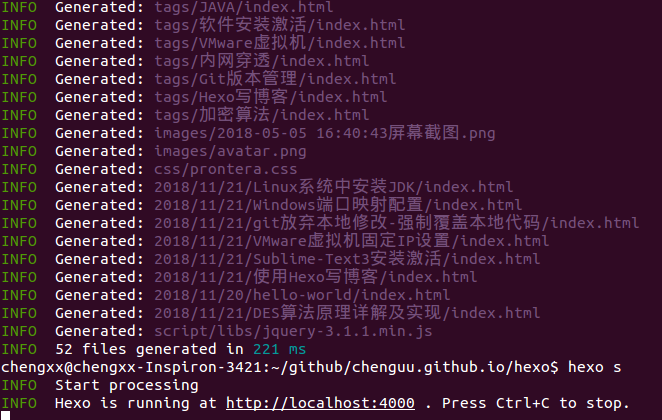 INFO  Generated: tags/JAVA/index.html
INFO  Generated: tags/软件安装激活/index.html
INFO  Generated: tags/VMware虚拟机/index.html
INFO  Generated: tags/内网穿透/index.html
INFO  Generated: tags/Git版本管理/index.html
INFO  Generated: tags/Hexo写博客/index.html
INFO  Generated: tags/加密算法/index.html
INFO  Generated: images/2018-05-05 16:40:43屏幕截图.png
INFO  Generated: images/avatar.png
INFO  Generated: css/prontera.css
INFO  Generated: 2018/11/21/Linux系统中安装JDK/index.html
INFO  Generated: 2018/11/21/Windows端口映射配置/index.html
INFO  Generated: 2018/11/21/git放弃本地修改-强制覆盖本地代码/index.html
INFO  Generated: 2018/11/21/VMware虚拟机固定IP设置/index.html
INFO  Generated: 2018/11/21/Sublime-Text3安装激活/index.html
INFO  Generated: 2018/11/21/使用Hexo写博客/index.html
INFO  Generated: 2018/11/20/hello-world/index.html
INFO  Generated: 2018/11/21/DES算法原理详解及实现/index.html
INFO  Generated: script/libs/jquery-3.1.1.min.js
INFO  52 files generated in 221 ms
chengxx@chengxx-Inspiron-3421:~/github/chenguu.github.io/hexo$ hexo s
INFO  Start processing
INFO  Hexo is running at http://localhost:4000 . Press Ctrl+C to stop.